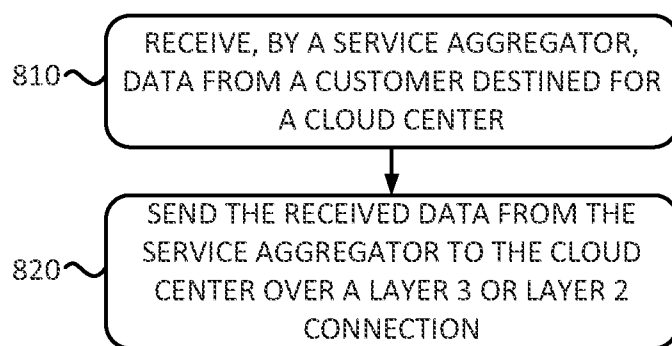 810
RECEIVE, BY A SERVICE AGGREGATOR,
DATA FROM A CUSTOMER DESTINED FOR
A CLOUD CENTER
820
SEND THE RECEIVED DATA FROM THE
SERVICE AGGREGATOR TO THE CLOUD
CENTER OVER A LAYER 3 OR LAYER 2
CONNECTION